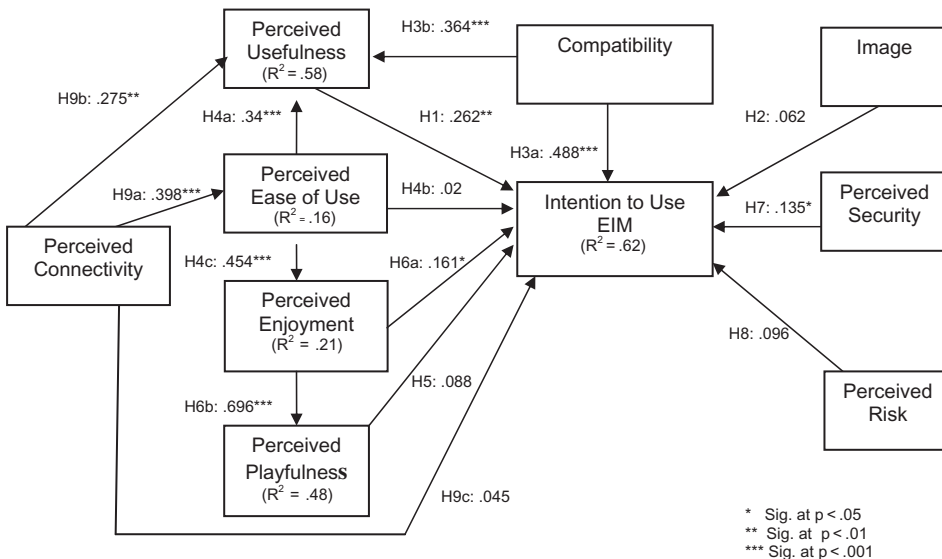 Perceived
Usefulness
(R² = .58)
H3b: .364***
Compatibility
Image
H9b: .275**
H4a: .34***
H1: .262**
H3a: .488***
H2: .062
H9a: .398***
Perceived
Ease of Use
(R² = .16)
H4b: .02
Intention to Use
EIM
(R² = .62)
H7: .135*
Perceived
Security
Perceived
Connectivity
H4c: .454***
H6a: .161*
Perceived
Enjoyment
(R² = .21)
H8: .096
H6b: .696***
H5: .088
Perceived
Risk
Perceived
Playfulness
(R² = .48)
H9c: .045
* Sig. at p < .05
** Sig. at p < .01
*** Sig. at p < .001